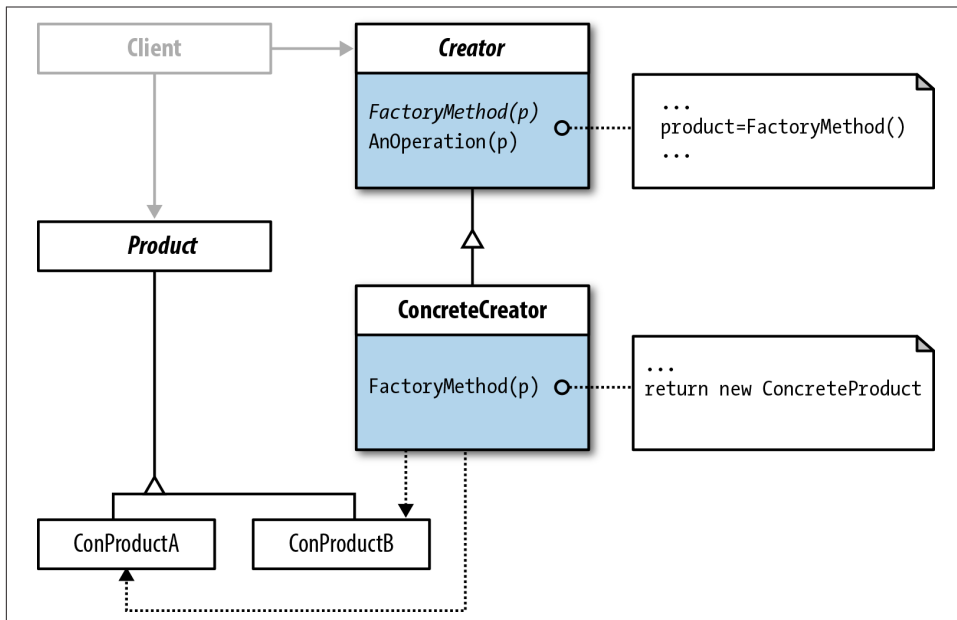 Client
Creator
FactoryMethod(p)
AnOperation(p)
...
product=FactoryMethod()
...
Product
ConcreteCreator
FactoryMethod(p)
...
return new ConcreteProduct
ConProductA
ConProductB